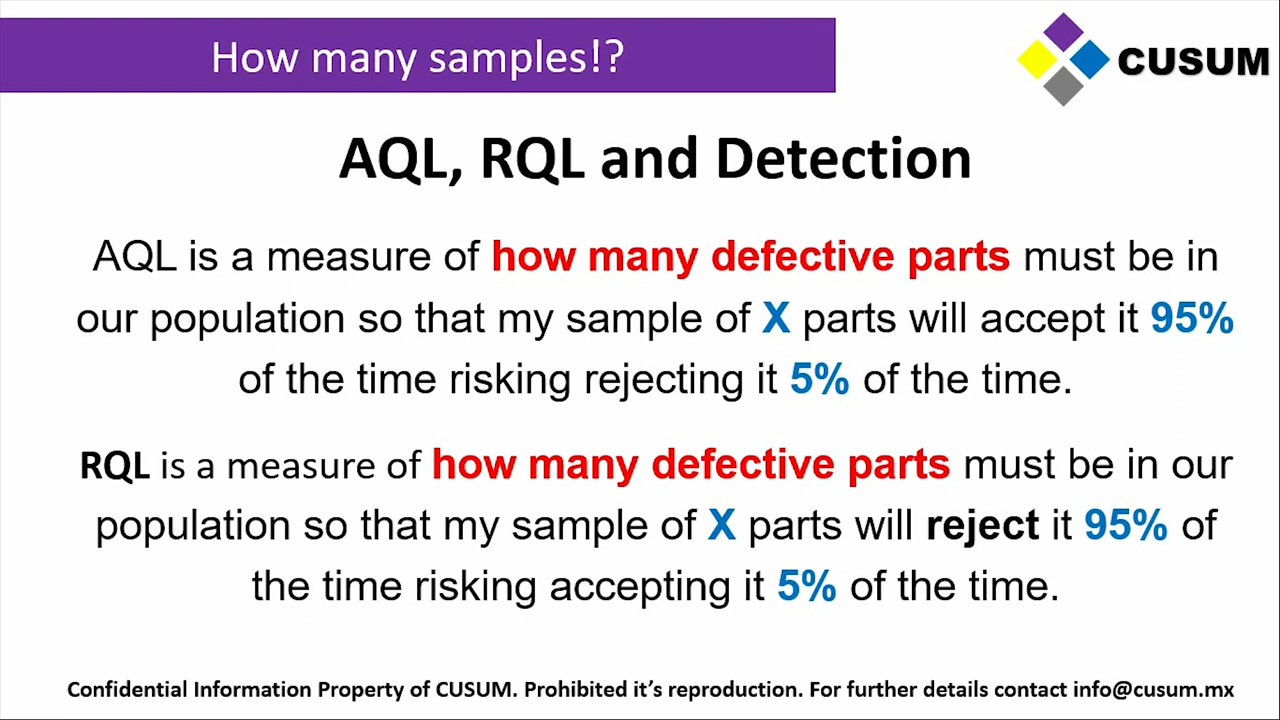 How many samples!?
CUSUM
AQL, RQL and Detection
AQL is a measure of how many defective parts must be in
our population so that my sample of X parts will accept it 95%
of the time risking rejecting it 5% of the time.
RQL is a measure of how many defective parts must be in our
population so that my sample of X parts will reject it 95% of
the time risking accepting it 5% of the time.
Confidential Information Property of CUSUM. Prohibited it's reproduction. For further details contact info@cusum.mx